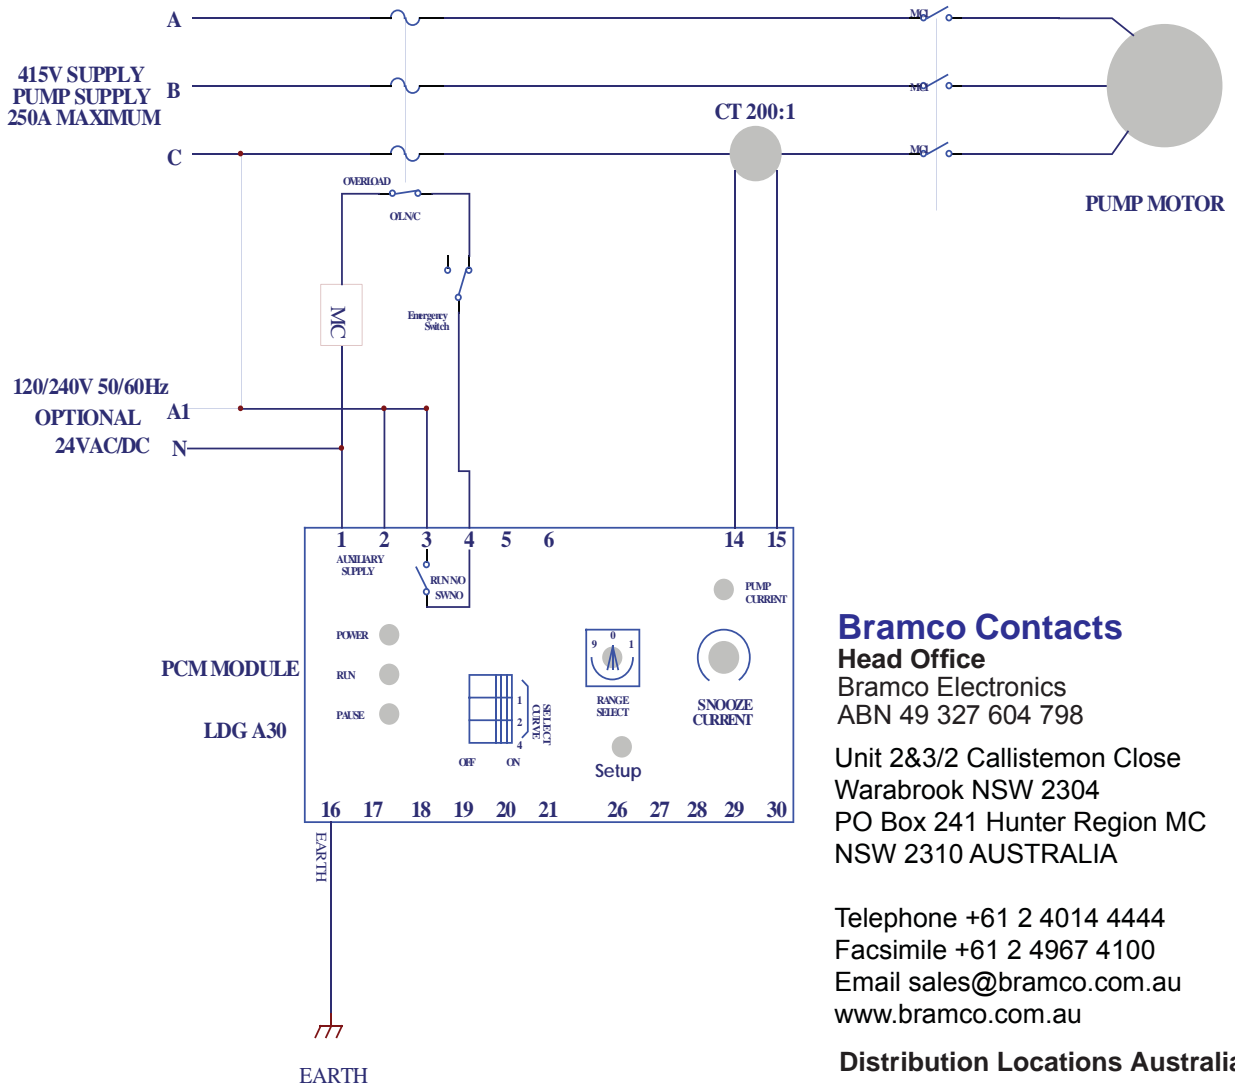 A
MC1
415V SUPPLY
PUMP SUPPLY
250A MAXIMUM
B
MC1
CT 200:1
C
MC1
OVERLOAD
O/L N/C
PUMP MOTOR
MC
Emergency
Switch
120/240V 50/60Hz
OPTIONAL
24VAC/DC
A1
N
1 2 3 4 5 6 14 15
AUXILIARY
SUPPLY
RUN NO
SWNO
PUMP
CURRENT
POWER
RUN
PAUSE
PCM MODULE
LDG A30
1
2
4
SELECT
CURVE
OFF ON
9 0 1
RANGE
SELECT
Setup
SNOOZE
CURRENT
16 17 18 19 20 21 26 27 28 29 30
EARTH
EARTH
Bramco Contacts
Head Office
Bramco Electronics
ABN 49 327 604 798
Unit 2&3/2 Callistemon Close
Warabrook NSW 2304
PO Box 241 Hunter Region MC
NSW 2310 AUSTRALIA
Telephone +61 2 4014 4444
Facsimile +61 2 4967 4100
Email sales@bramco.com.au
www.bramco.com.au
Distribution Locations Australia